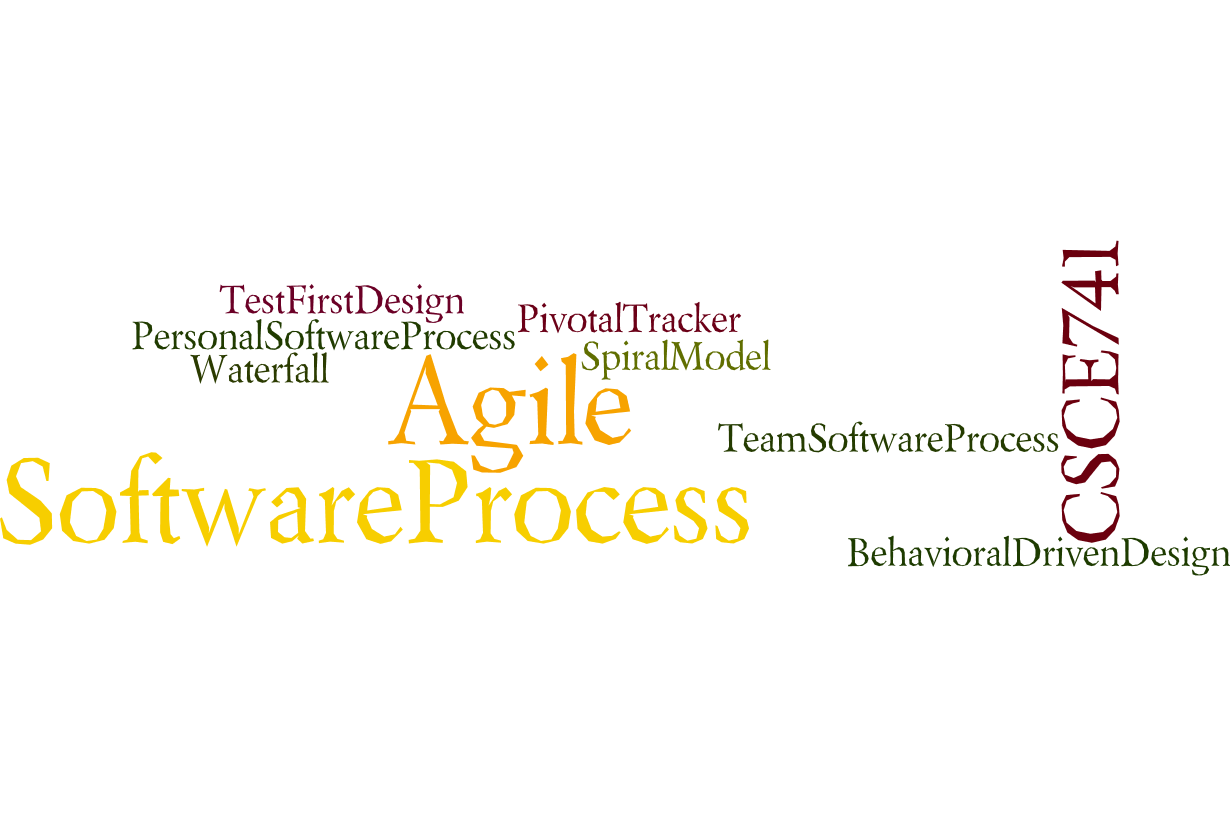 TestFirstDesign
PivotalTracker
PersonalSoftwareProcess
SpiralModel
Waterfall
Agile
TeamSoftwareProcess
CSCE741
SoftwareProcess
BehavioralDrivenDesign